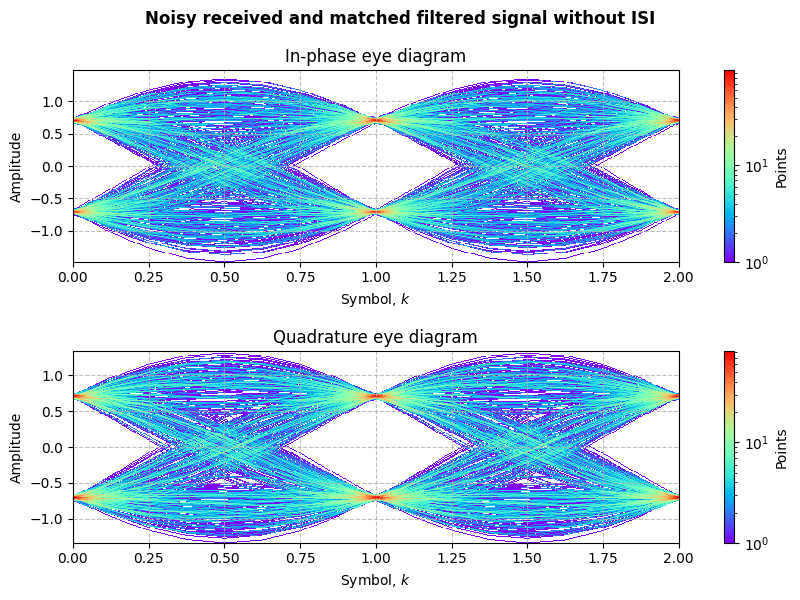 Noisy received and matched filtered signal without ISI
In-phase eye diagram
Amplitude
1.0
0.5
0.0
−0.5
−1.0
0.00 0.25 0.50 0.75 1.00 1.25 1.50 1.75 2.00
Symbol, k
10¹
10⁰
Points
Quadrature eye diagram
Amplitude
1.0
0.5
0.0
−0.5
−1.0
0.00 0.25 0.50 0.75 1.00 1.25 1.50 1.75 2.00
Symbol, k
10¹
10⁰
Points